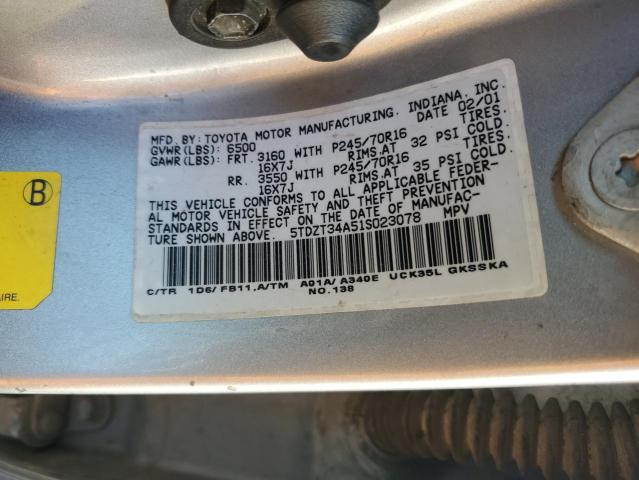 MFD. BY: TOYOTA MOTOR MANUFACTURING, INDIANA, INC.
GVWR(LBS): 6500 DATE 02/01
GAWR(LBS): FRT. 3160 WITH P245/70R16 TIRES.
16X7J RIMS.AT 32 PSI COLD.
RR. 3550 WITH P245/70R16 TIRES.
16X7J RIMS.AT 35 PSI COLD.
THIS VEHICLE CONFORMS TO ALL APPLICABLE FEDER-
AL MOTOR VEHICLE SAFETY AND THEFT PREVENTION
STANDARDS IN EFFECT ON THE DATE OF MANUFAC-
TURE SHOWN ABOVE. 5TDZT34A51S023078 MPV
C/TR 1D6/FB11,A/TM A01A/A340E UCK35L GKSSKA
NO.138
B
AIRE.